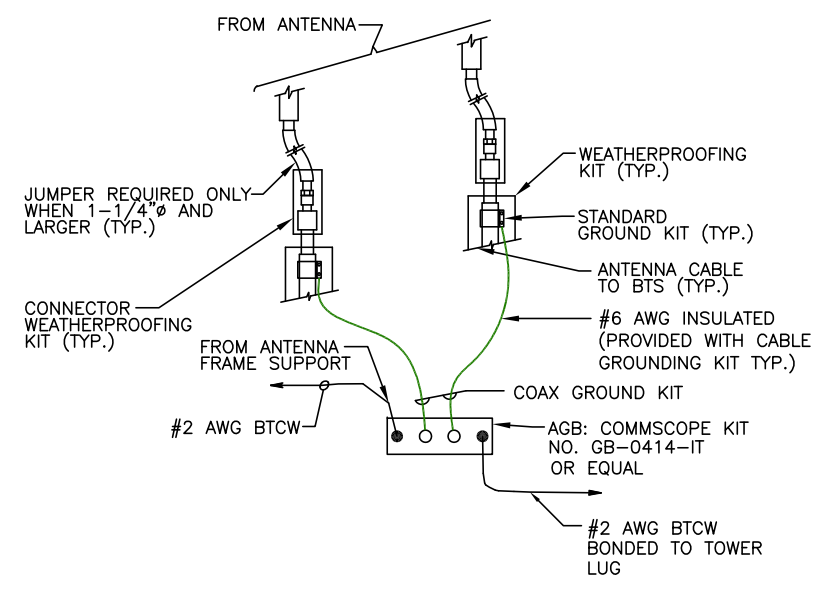 FROM ANTENNA
WEATHERPROOFING
KIT (TYP.)
JUMPER REQUIRED ONLY
WHEN 1-1/4"ø AND
LARGER (TYP.)
STANDARD
GROUND KIT (TYP.)
ANTENNA CABLE
TO BTS (TYP.)
CONNECTOR
WEATHERPROOFING
KIT (TYP.)
#6 AWG INSULATED
(PROVIDED WITH CABLE
GROUNDING KIT TYP.)
FROM ANTENNA
FRAME SUPPORT
COAX GROUND KIT
#2 AWG BTCW
AGB: COMMSCOPE KIT
NO. GB-0414-IT
OR EQUAL
#2 AWG BTCW
BONDED TO TOWER
LUG